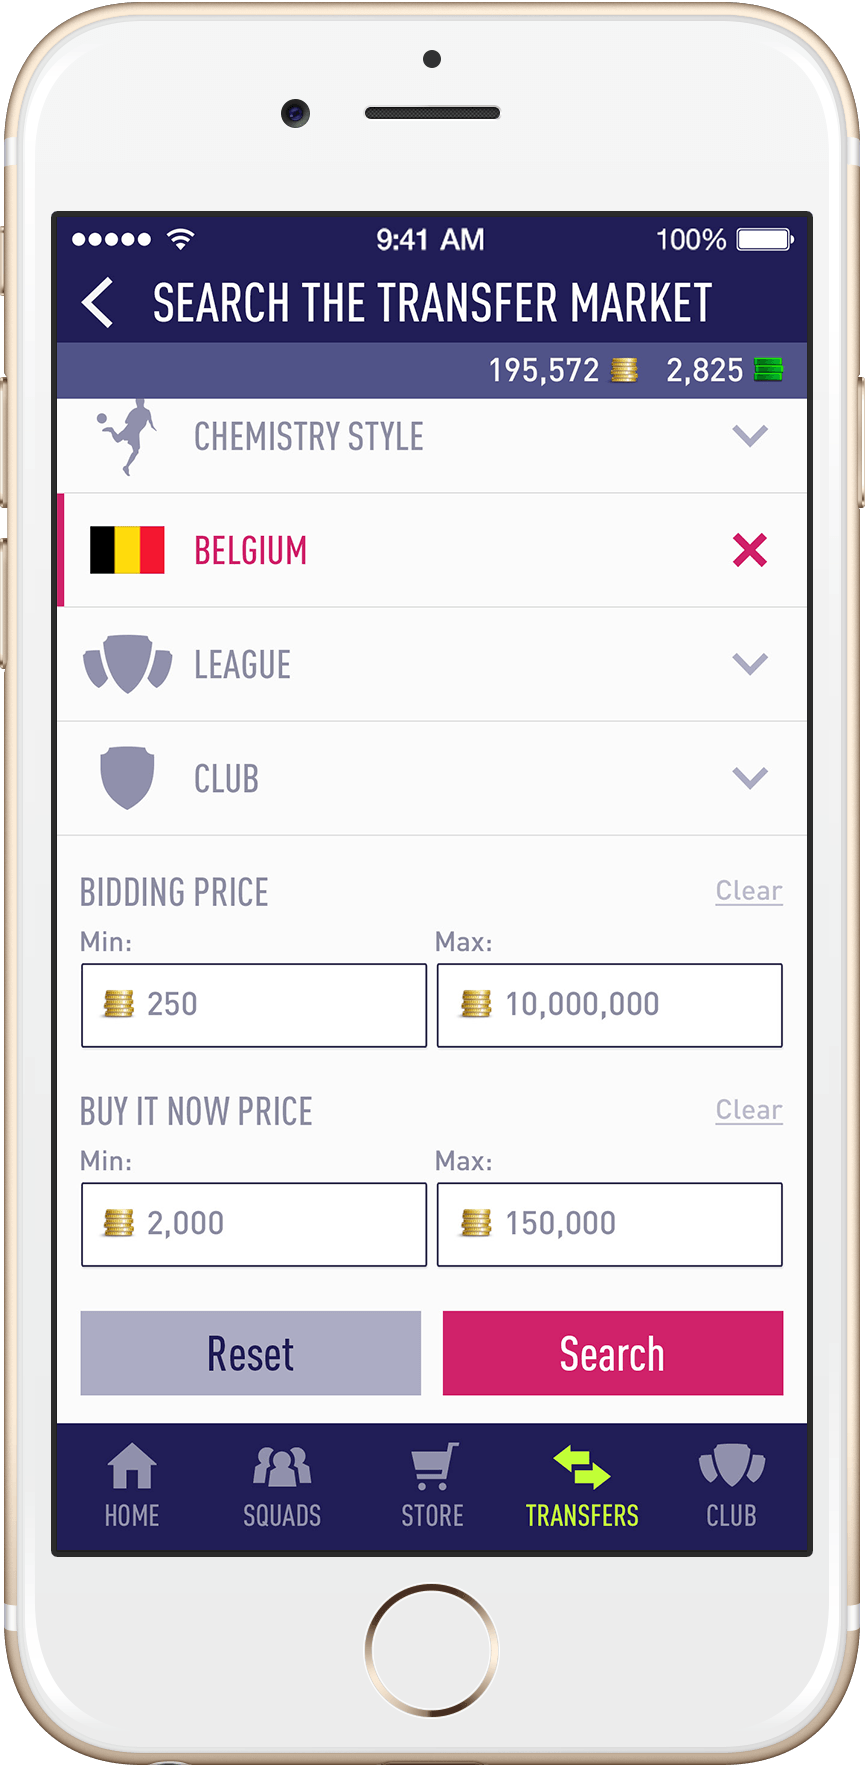 9:41 AM 100%
SEARCH THE TRANSFER MARKET
195,572 2,825
CHEMISTRY STYLE
BELGIUM
LEAGUE
CLUB
BIDDING PRICE Clear
Min: Max:
250 10,000,000
BUY IT NOW PRICE Clear
Min: Max:
2,000 150,000
Reset Search
HOME SQUADS STORE TRANSFERS CLUB